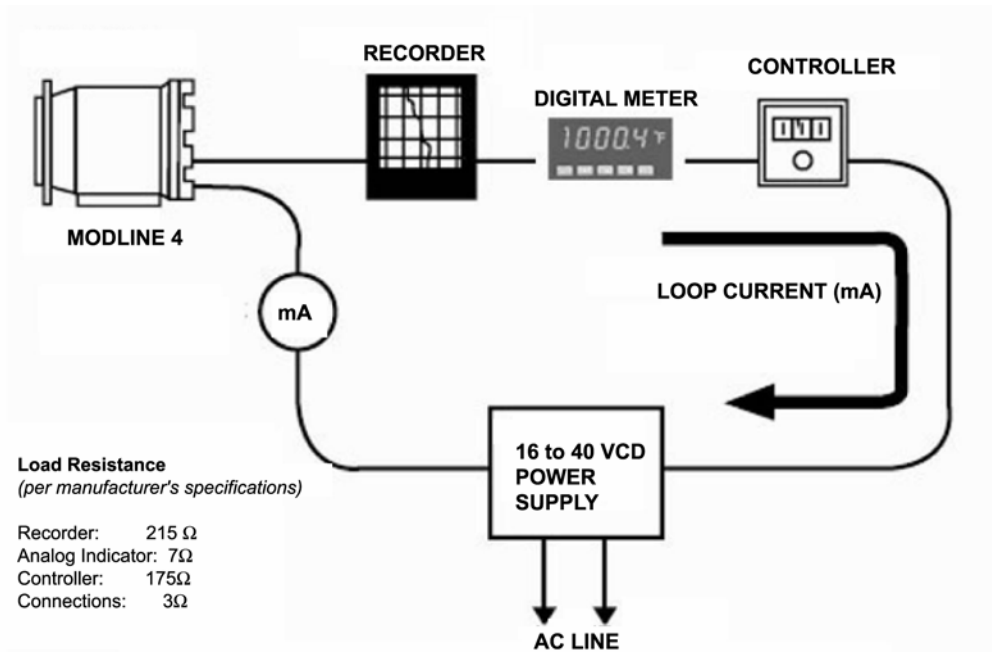 RECORDER
CONTROLLER
DIGITAL METER
1000.4 °F
MODLINE 4
mA
LOOP CURRENT (mA)
16 to 40 VCD
POWER
SUPPLY
AC LINE
Load Resistance
(per manufacturer's specifications)
Recorder: 215 Ω
Analog Indicator: 7Ω
Controller: 175Ω
Connections: 3Ω